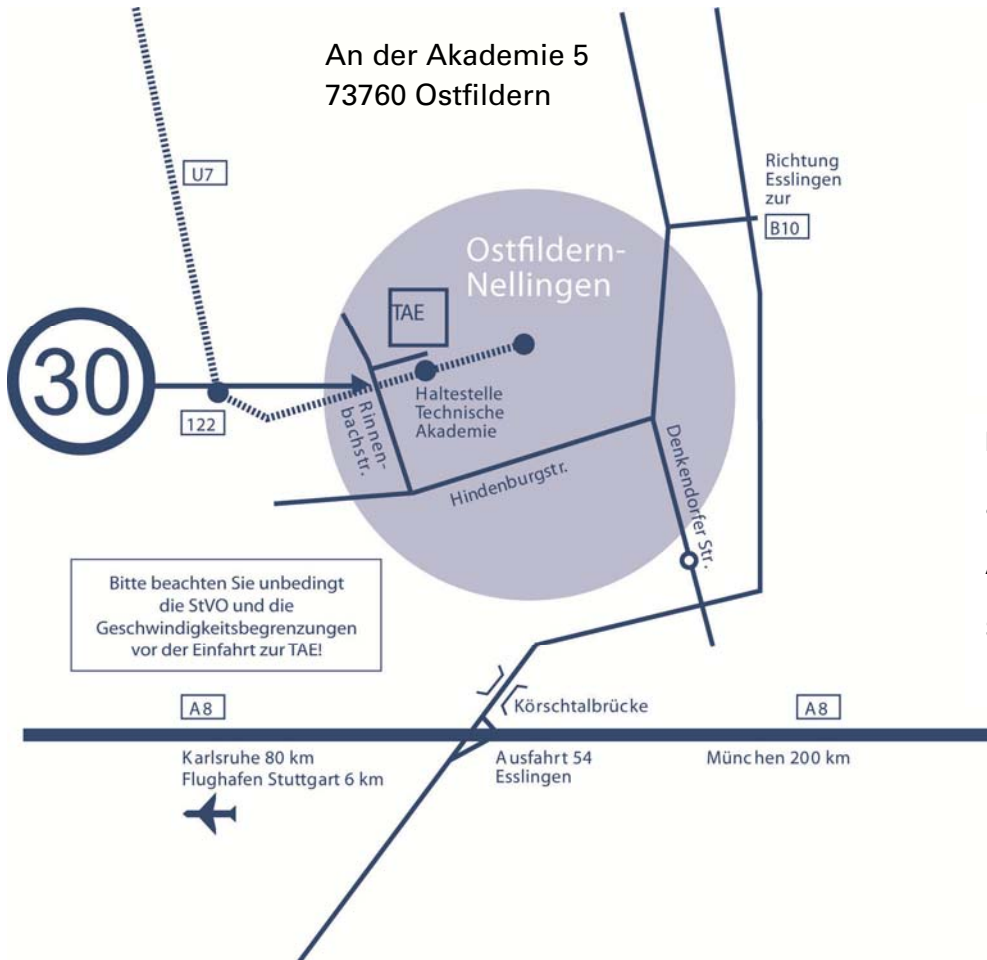 An der Akademie 5
73760 Ostfildern
U7
Richtung
Esslingen
zur
B10
Ostfildern-
Nellingen
TAE
30
122
Haltestelle
Technische
Akademie
Rinnen-
bachstr.
Hindenburgstr.
Denkendorfer Str.
Bitte beachten Sie unbedingt
die StVO und die
Geschwindigkeitsbegrenzungen
vor der Einfahrt zur TAE!
A8
Körschtalbrücke
A8
Karlsruhe 80 km
Flughafen Stuttgart 6 km
Ausfahrt 54
Esslingen
München 200 km